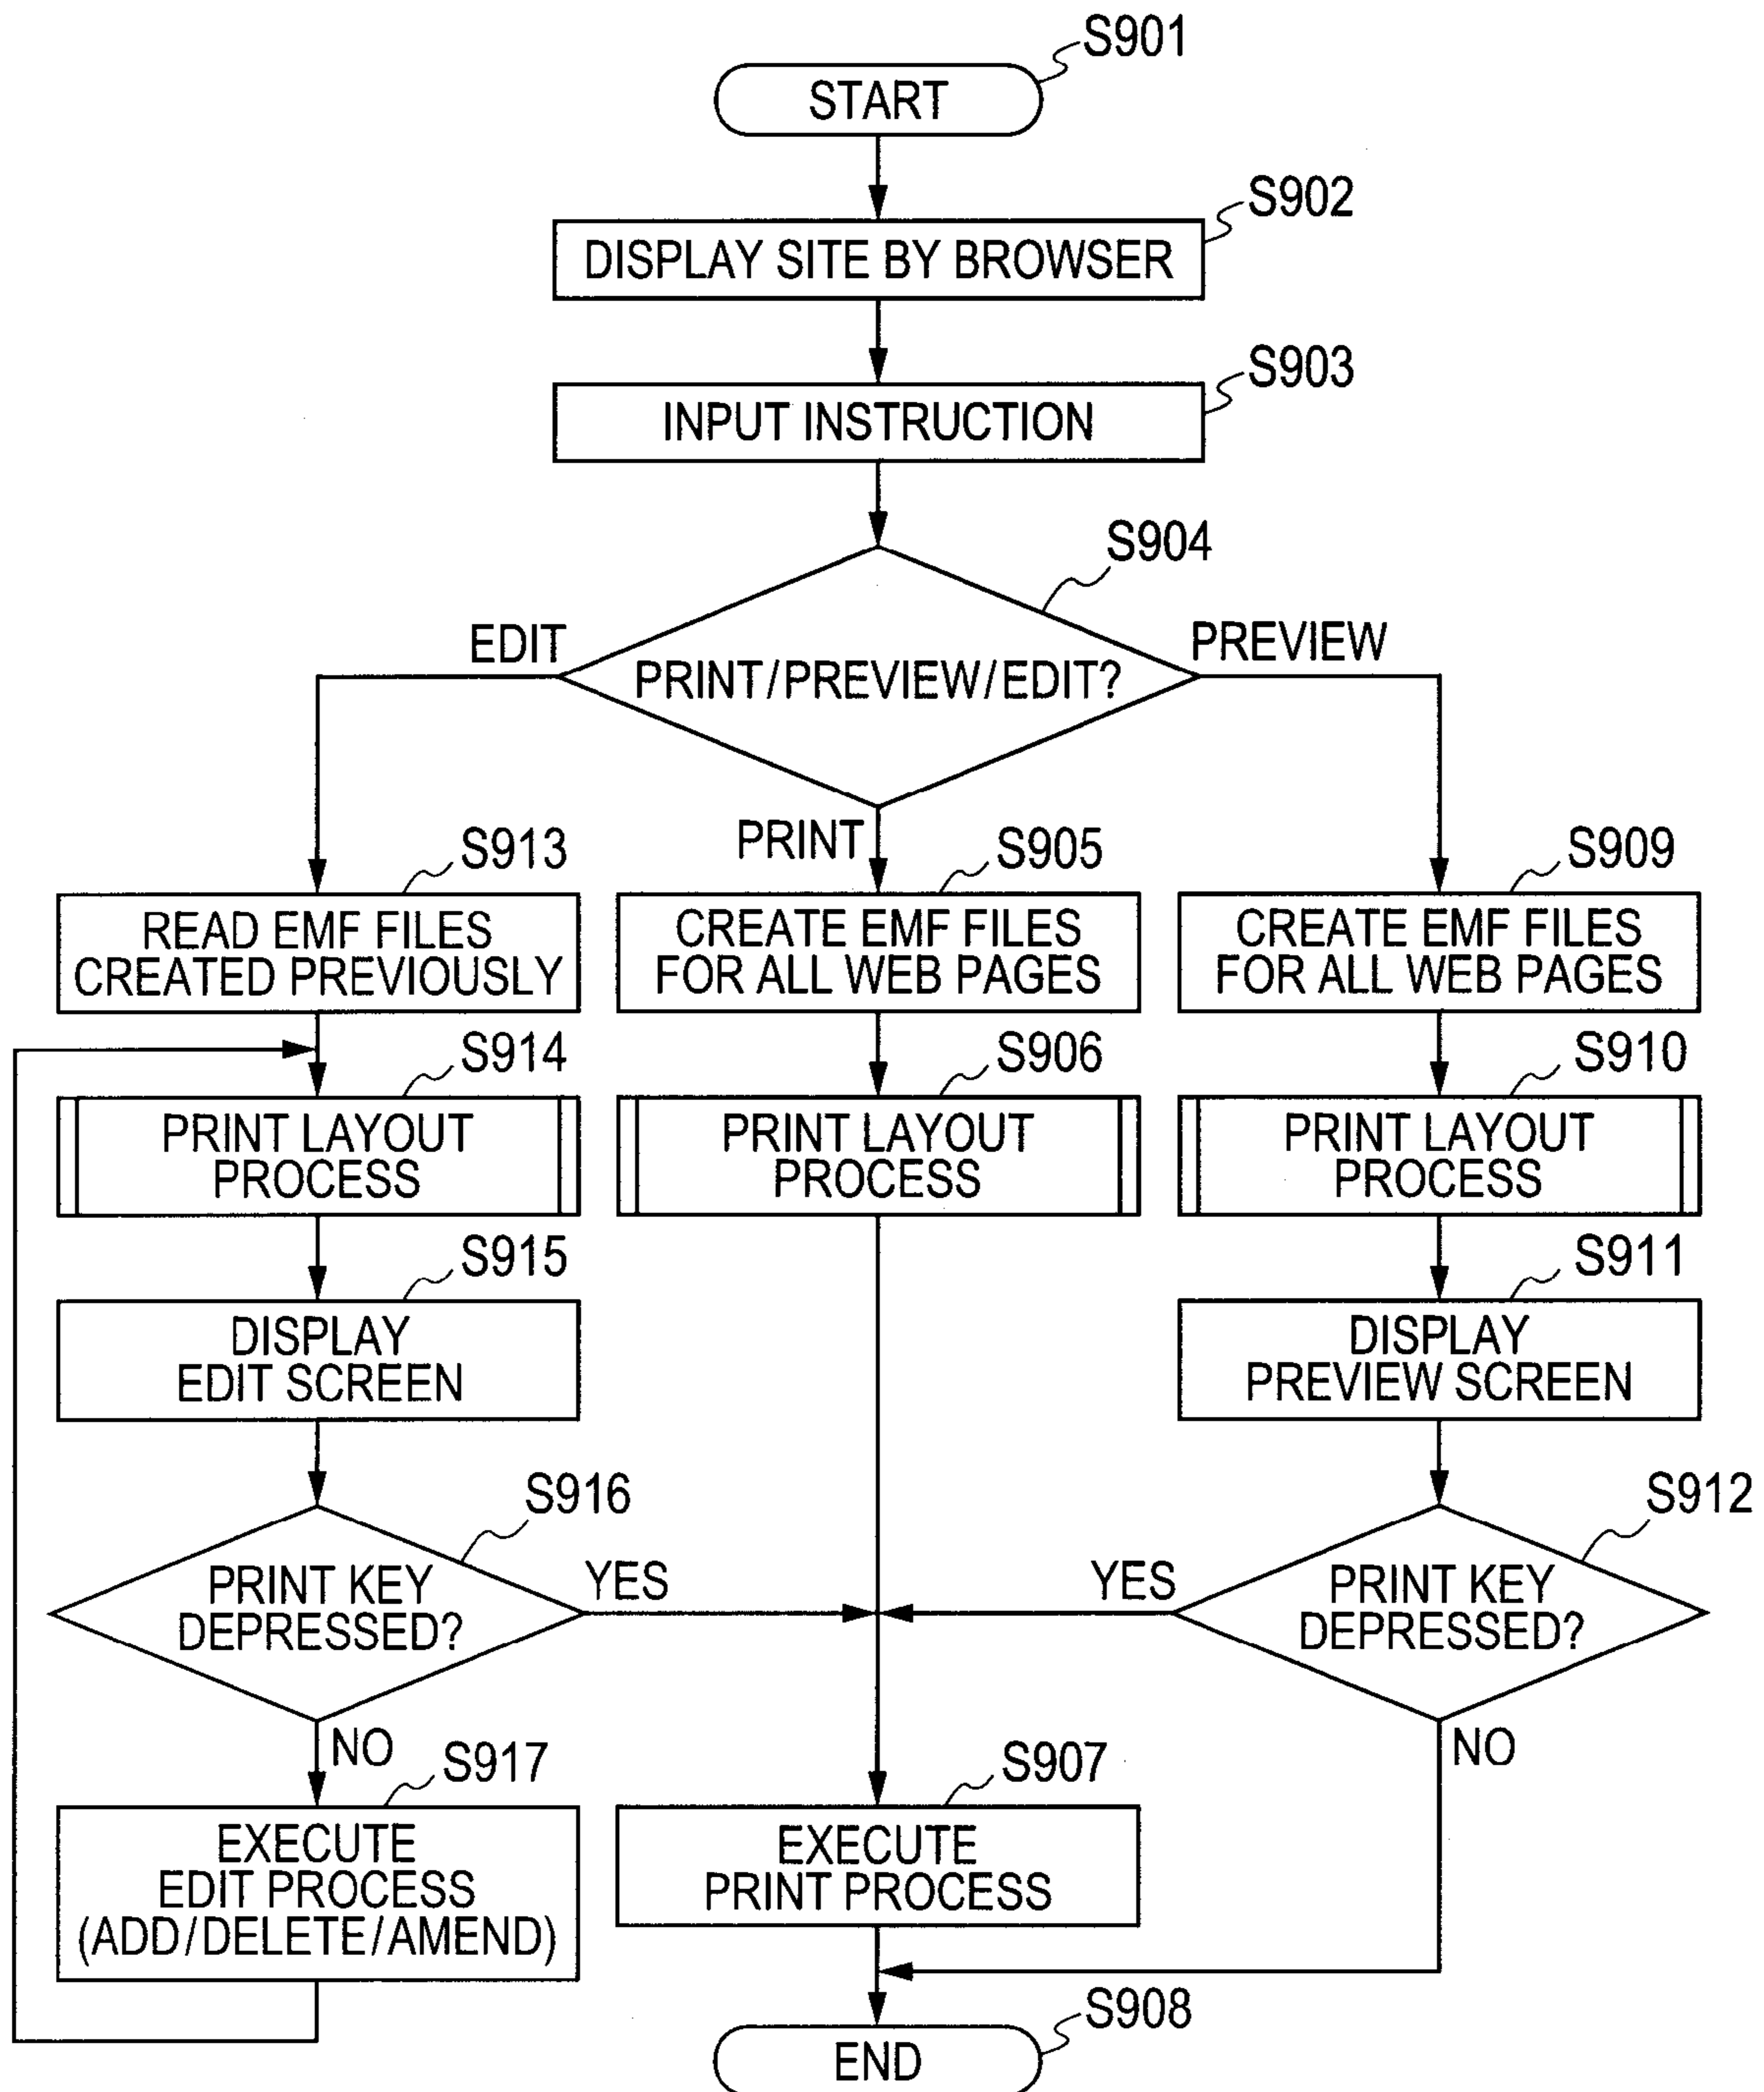 S901
START
S902
DISPLAY SITE BY BROWSER
S903
INPUT INSTRUCTION
S904
EDIT
PREVIEW
PRINT/PREVIEW/EDIT?
PRINT
S913
S905
S909
READ EMF FILES
CREATED PREVIOUSLY
CREATE EMF FILES
FOR ALL WEB PAGES
CREATE EMF FILES
FOR ALL WEB PAGES
S914
S906
S910
PRINT LAYOUT
PROCESS
PRINT LAYOUT
PROCESS
PRINT LAYOUT
PROCESS
S915
S911
DISPLAY
EDIT SCREEN
DISPLAY
PREVIEW SCREEN
S916
S912
PRINT KEY
DEPRESSED?
YES
YES
PRINT KEY
DEPRESSED?
NO
NO
S917
S907
EXECUTE
EDIT PROCESS
(ADD/DELETE/AMEND)
EXECUTE
PRINT PROCESS
S908
END